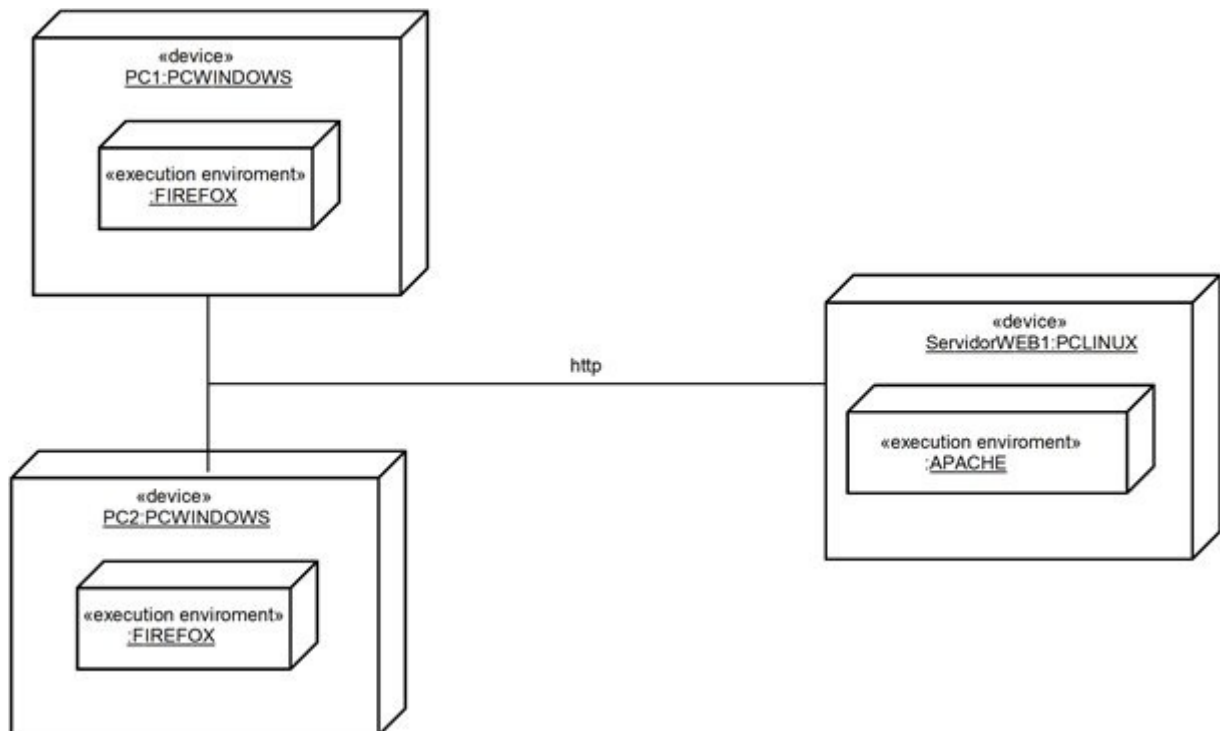 «device»
PC1:PCWINDOWS
«execution enviroment»
:FIREFOX
http
«device»
ServidorWEB1:PCLINUX
«execution enviroment»
:APACHE
«device»
PC2:PCWINDOWS
«execution enviroment»
:FIREFOX